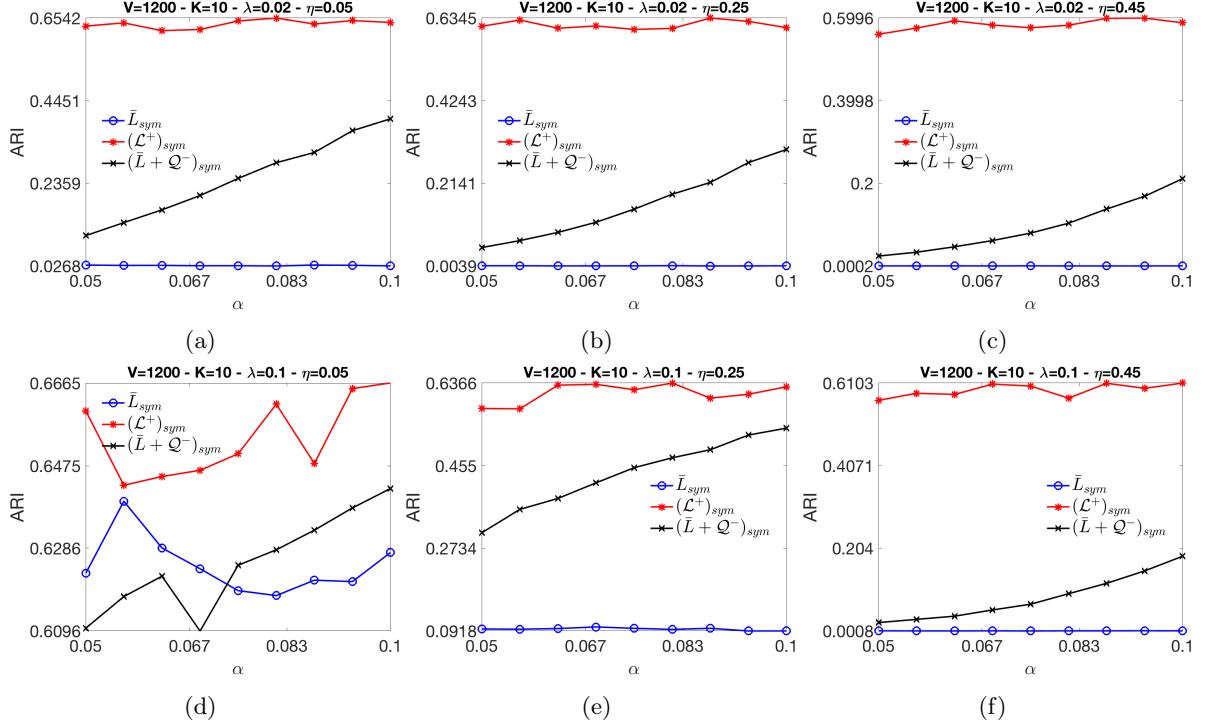 V=1200 - K=10 - λ=0.02 - η=0.05
0.6542
0.4451
0.2359
0.0268
ARI
L̄sym
(𝓛⁺)sym
(L̄ + 𝒬⁻)sym
0.05 0.067 0.083 0.1
α
(a)
V=1200 - K=10 - λ=0.02 - η=0.25
0.6345
0.4243
0.2141
0.0039
ARI
L̄sym
(𝓛⁺)sym
(L̄ + 𝒬⁻)sym
0.05 0.067 0.083 0.1
α
(b)
V=1200 - K=10 - λ=0.02 - η=0.45
0.5996
0.3998
0.2
0.0002
ARI
L̄sym
(𝓛⁺)sym
(L̄ + 𝒬⁻)sym
0.05 0.067 0.083 0.1
α
(c)
V=1200 - K=10 - λ=0.1 - η=0.05
0.6665
0.6475
0.6286
0.6096
ARI
L̄sym
(𝓛⁺)sym
(L̄ + 𝒬⁻)sym
0.05 0.067 0.083 0.1
α
(d)
V=1200 - K=10 - λ=0.1 - η=0.25
0.6366
0.455
0.2734
0.0918
ARI
L̄sym
(𝓛⁺)sym
(L̄ + 𝒬⁻)sym
0.05 0.067 0.083 0.1
α
(e)
V=1200 - K=10 - λ=0.1 - η=0.45
0.6103
0.4071
0.204
0.0008
ARI
L̄sym
(𝓛⁺)sym
(L̄ + 𝒬⁻)sym
0.05 0.067 0.083 0.1
α
(f)